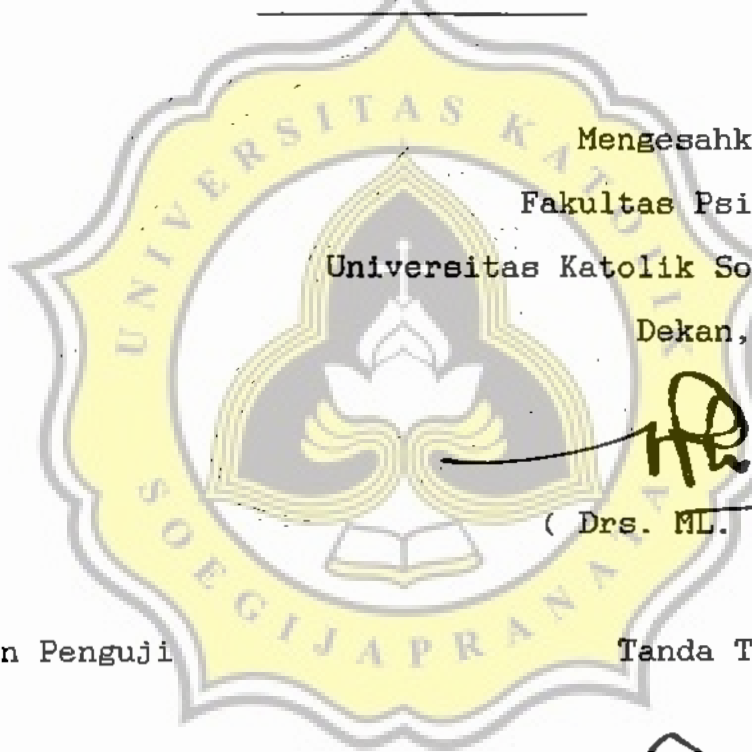 UNIVERSITAS KATOLIK
SOEGIJAPRANATA
Mengesahk
Fakultas Psi
Universitas Katolik So
Dekan,
( Drs. ML.
n Penguji
Tanda T